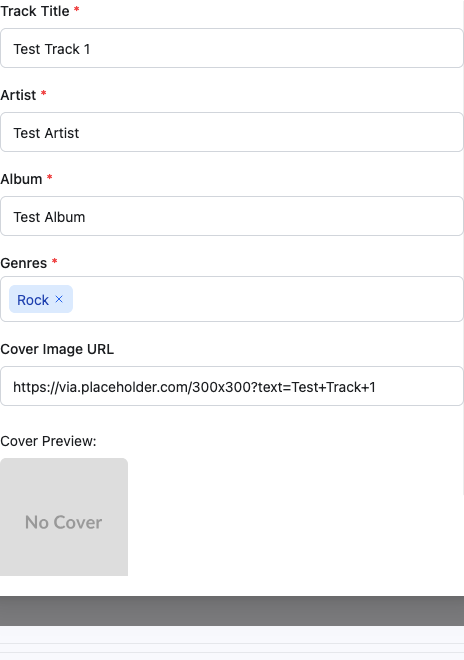 Track Title *
Test Track 1
Artist *
Test Artist
Album *
Test Album
Genres *
Rock ×
Cover Image URL
https://via.placeholder.com/300x300?text=Test+Track+1
Cover Preview:
No Cover